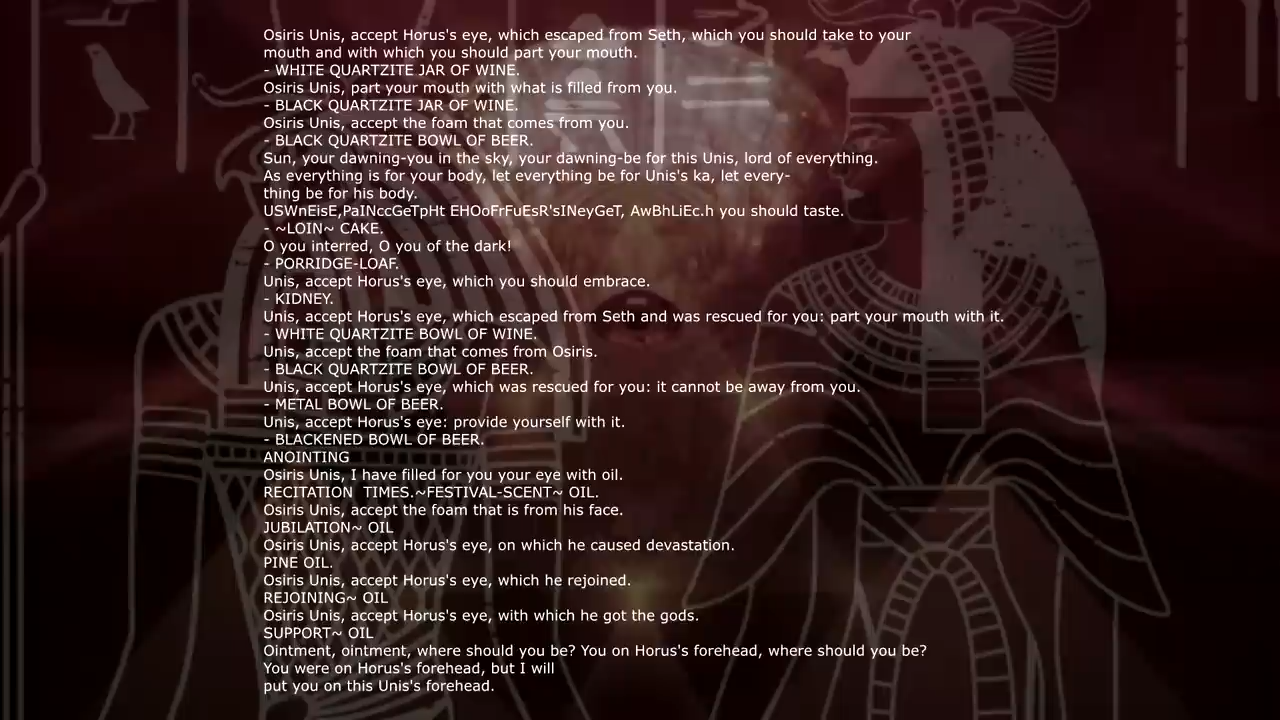 Osiris Unis, accept Horus's eye, which escaped from Seth, which you should take to your
mouth and with which you should part your mouth.
- WHITE QUARTZITE JAR OF WINE.
Osiris Unis, part your mouth with what is filled from you.
- BLACK QUARTZITE JAR OF WINE.
Osiris Unis, accept the foam that comes from you.
- BLACK QUARTZITE BOWL OF BEER.
Sun, your dawning-you in the sky, your dawning-be for this Unis, lord of everything.
As everything is for your body, let everything be for Unis's ka, let every-
thing be for his body.
USWnEisE,PaINccGeTpHt EHOoFrFuEsR'sINeyGeT, AwBhLiEc.h you should taste.
- ~LOIN~ CAKE.
O you interred, O you of the dark!
- PORRIDGE-LOAF.
Unis, accept Horus's eye, which you should embrace.
- KIDNEY.
Unis, accept Horus's eye, which escaped from Seth and was rescued for you: part your mouth with it.
- WHITE QUARTZITE BOWL OF WINE.
Unis, accept the foam that comes from Osiris.
- BLACK QUARTZITE BOWL OF BEER.
Unis, accept Horus's eye, which was rescued for you: it cannot be away from you.
- METAL BOWL OF BEER.
Unis, accept Horus's eye: provide yourself with it.
- BLACKENED BOWL OF BEER.
ANOINTING
Osiris Unis, I have filled for you your eye with oil.
RECITATION  TIMES.~FESTIVAL-SCENT~ OIL.
Osiris Unis, accept the foam that is from his face.
JUBILATION~ OIL
Osiris Unis, accept Horus's eye, on which he caused devastation.
PINE OIL.
Osiris Unis, accept Horus's eye, which he rejoined.
REJOINING~ OIL
Osiris Unis, accept Horus's eye, with which he got the gods.
SUPPORT~ OIL
Ointment, ointment, where should you be? You on Horus's forehead, where should you be?
You were on Horus's forehead, but I will
put you on this Unis's forehead.